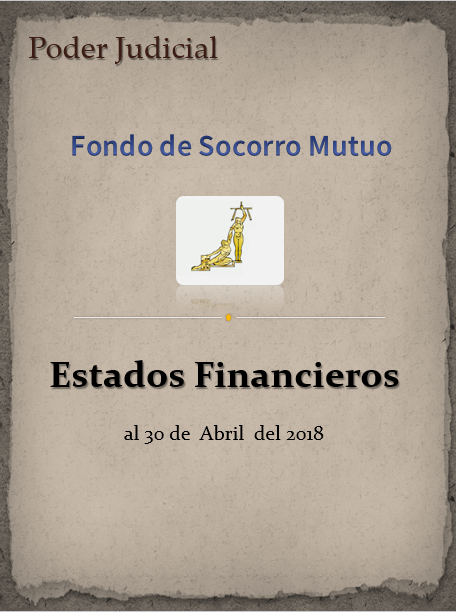 Poder Judicial
Fondo de Socorro Mutuo
Estados Financieros
al 30 de Abril del 2018